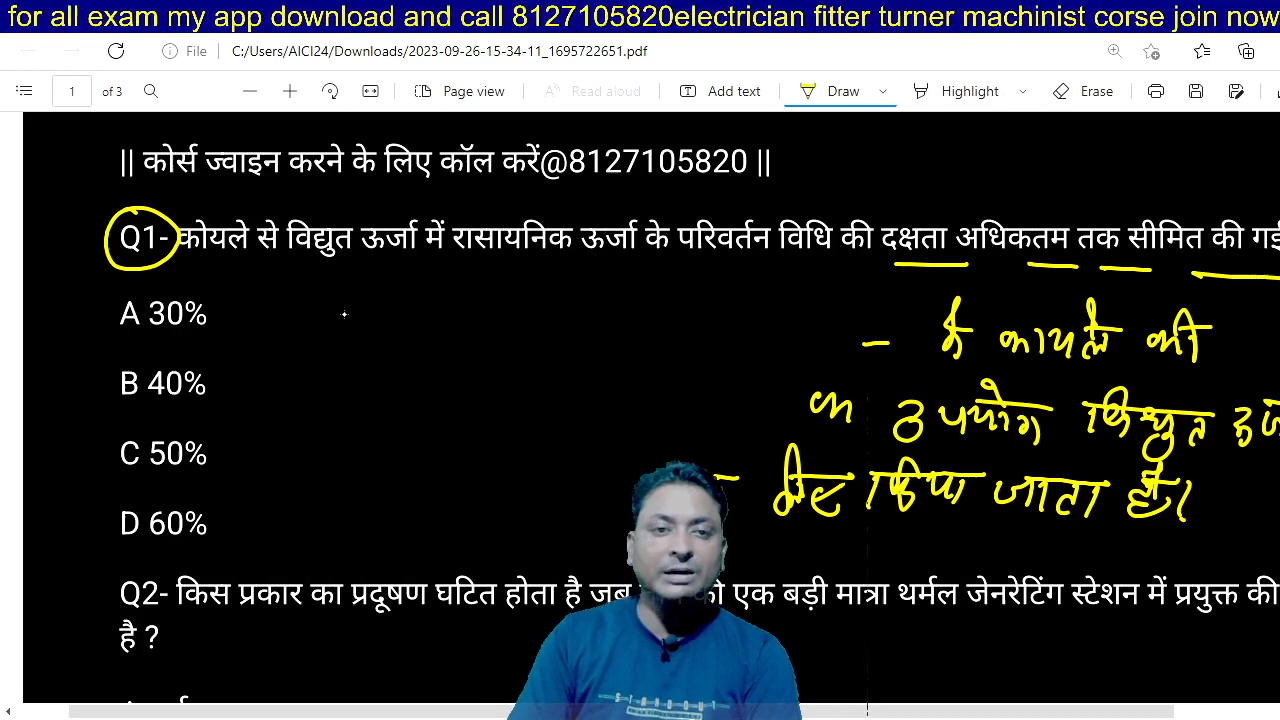 for all exam my app download and call 8127105820electrician fitter turner machinist corse join now
File C:/Users/AICI24/Downloads/2023-09-26-15-34-11_1695722651.pdf
1 of 3 Page view Read aloud Add text Draw Highlight Erase
|| कोर्स ज्वाइन करने के लिए कॉल करें@8127105820 ||
Q1- कोयले से विद्युत ऊर्जा में रासायनिक ऊर्जा के परिवर्तन विधि की दक्षता अधिकतम तक सीमित की गई
A 30%
- कोयले की
B 40%
का उपयोग विधुत
C 50%
किया जाता है।
D 60%
Q2- किस प्रकार का प्रदूषण घटित होता है जब को एक बड़ी मात्रा थर्मल जेनरेटिंग स्टेशन में प्रयुक्त की
है ?